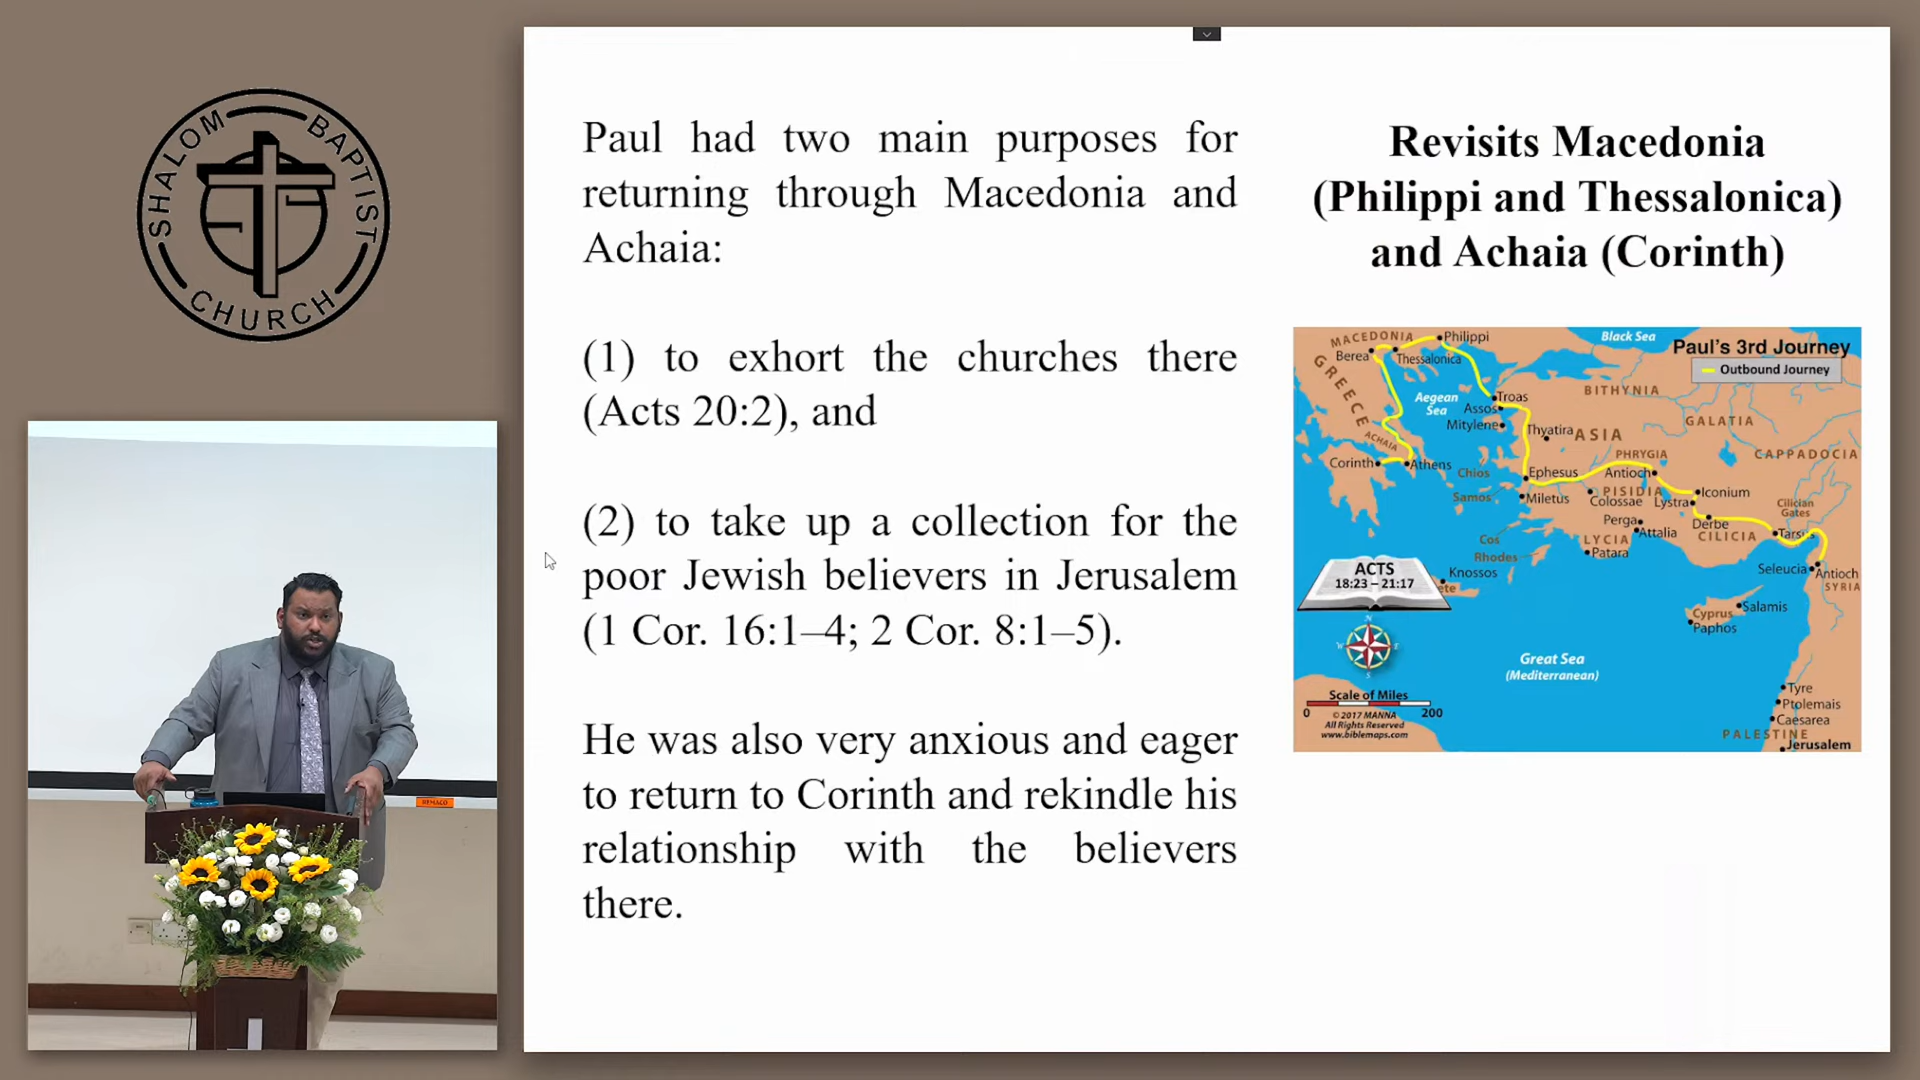 SHALOM BAPTIST
CHURCH
Paul had two main purposes for
returning through Macedonia and
Achaia:
(1) to exhort the churches there
(Acts 20:2), and
(2) to take up a collection for the
poor Jewish believers in Jerusalem
(1 Cor. 16:1–4; 2 Cor. 8:1–5).
He was also very anxious and eager
to return to Corinth and rekindle his
relationship with the believers
there.
Revisits Macedonia
(Philippi and Thessalonica)
and Achaia (Corinth)
Paul's 3rd Journey
Outbound Journey
Black Sea
MACEDONIA
Philippi
Berea
Thessalonica
GREECE
BITHYNIA
Aegean
Sea
Troas
Assos
Mitylene
GALATIA
Thyatira
ASIA
ACHAIA
PHRYGIA
CAPPADOCIA
Corinth
Athens
Chios
Ephesus
Antioch
Samos
Miletus
PISIDIA
Colossae
Lystra
Iconium
Cilician
Gates
Perga
Attalia
Derbe
CILICIA
Tarsus
Cos
LYCIA
Patara
Rhodes
Knossos
ete
Seleucia
Antioch
SYRIA
ACTS
18:23 – 21:17
Cyprus
Salamis
Paphos
N
W
E
S
Great Sea
(Mediterranean)
Scale of Miles
0
200
© 2017 MANNA
All Rights Reserved
www.biblemaps.com
Tyre
Ptolemais
Caesarea
PALESTINE
Jerusalem
REMACO